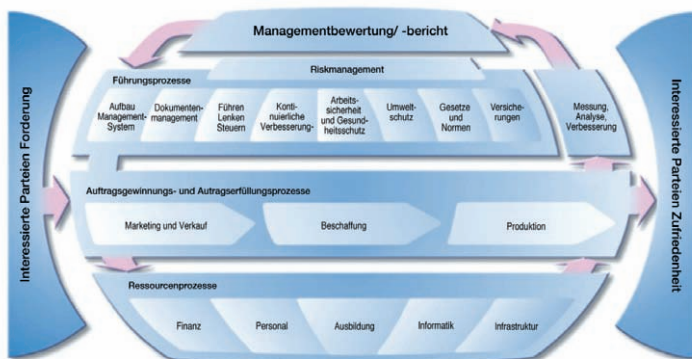 Managementbewertung/ -bericht
Interessierte Parteien Forderung
Riskmanagement
Führungsprozesse
Aufbau
Management-
System
Dokumenten-
management
Führen
Lenken
Steuern
Konti-
nuierliche
Verbesserung-
Arbeits-
sicherheit
und Gesund-
heitsschutz
Umwelt-
schutz
Gesetze
und
Normen
Versiche-
rungen
Messung,
Analyse,
Verbesserung
Auftragsgewinnungs- und Autragserfüllungsprozesse
Marketing und Verkauf
Beschaffung
Produktion
Ressourcenprozesse
Finanz
Personal
Ausbildung
Informatik
Infrastruktur
Interessierte Parteien Zufriedenheit